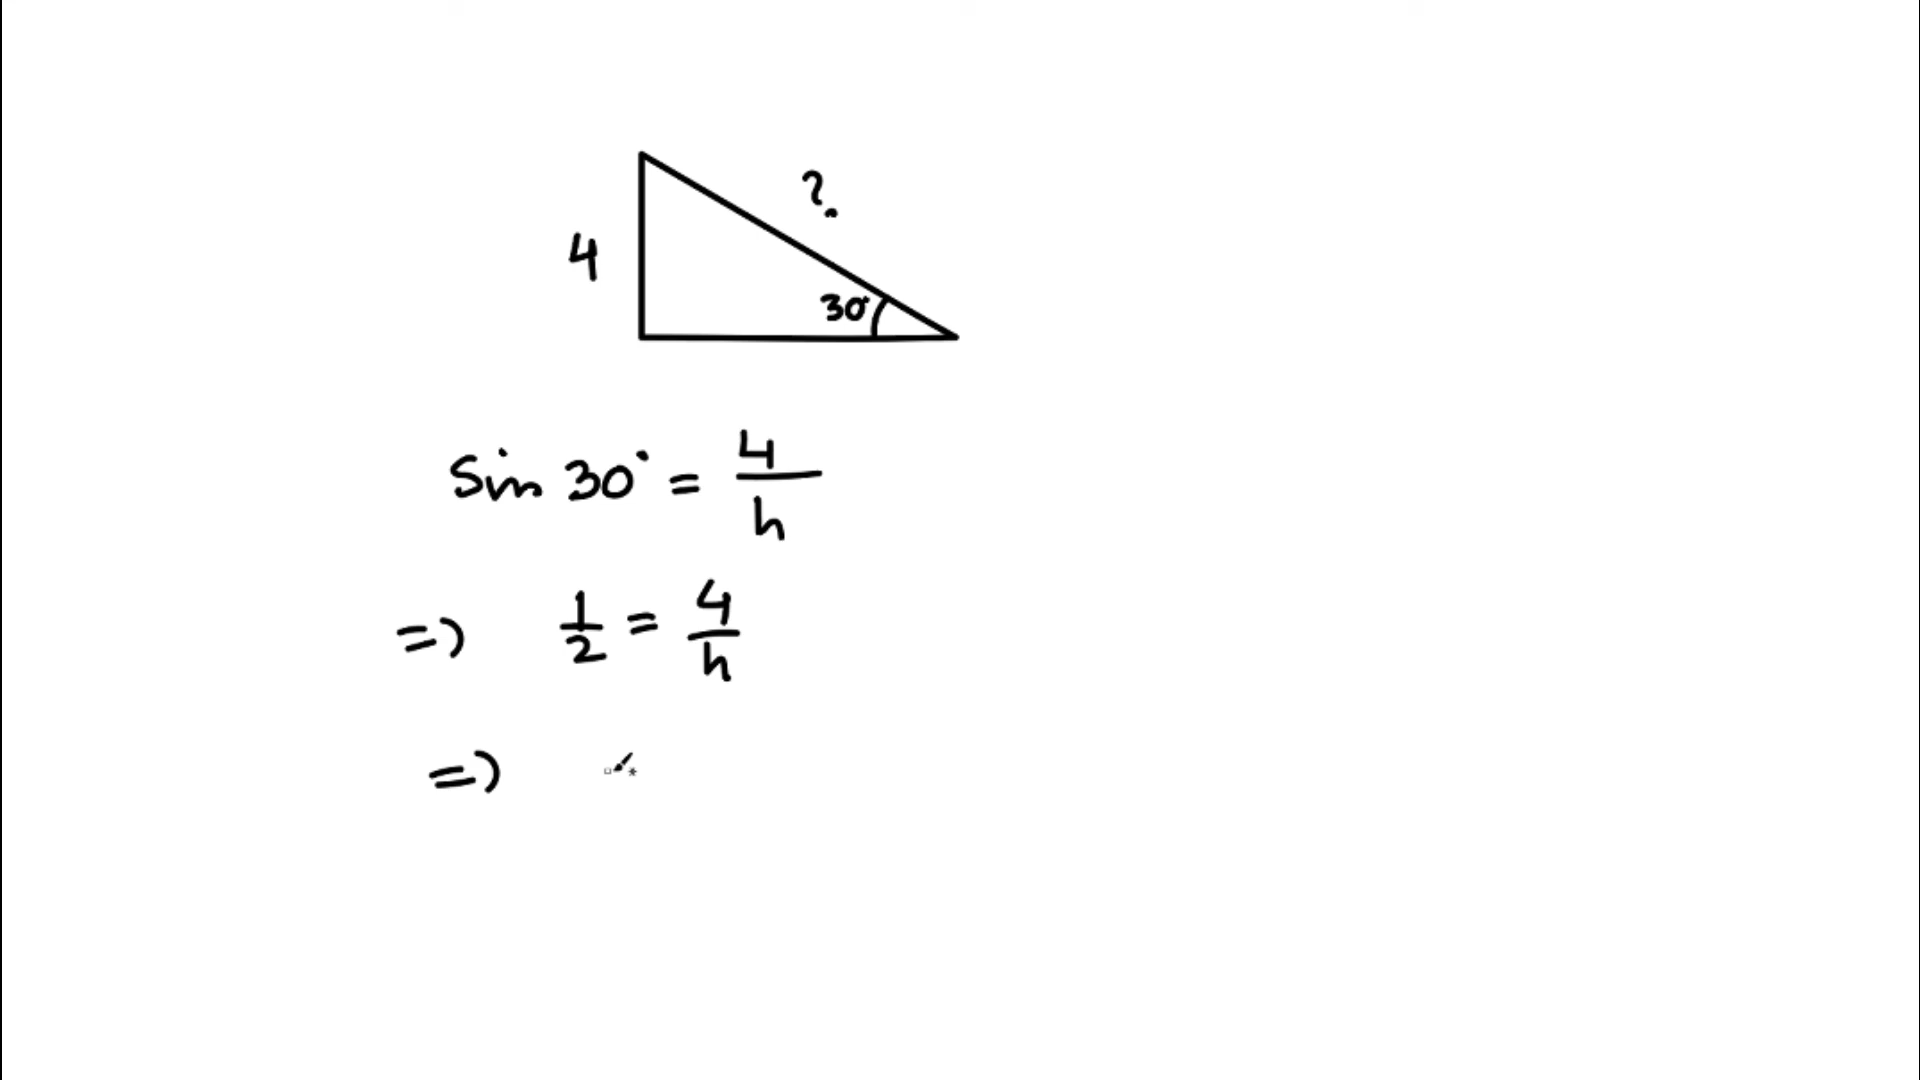 ?
4
30°
Sin 30° = 4/h
=> 1/2 = 4/h
=>